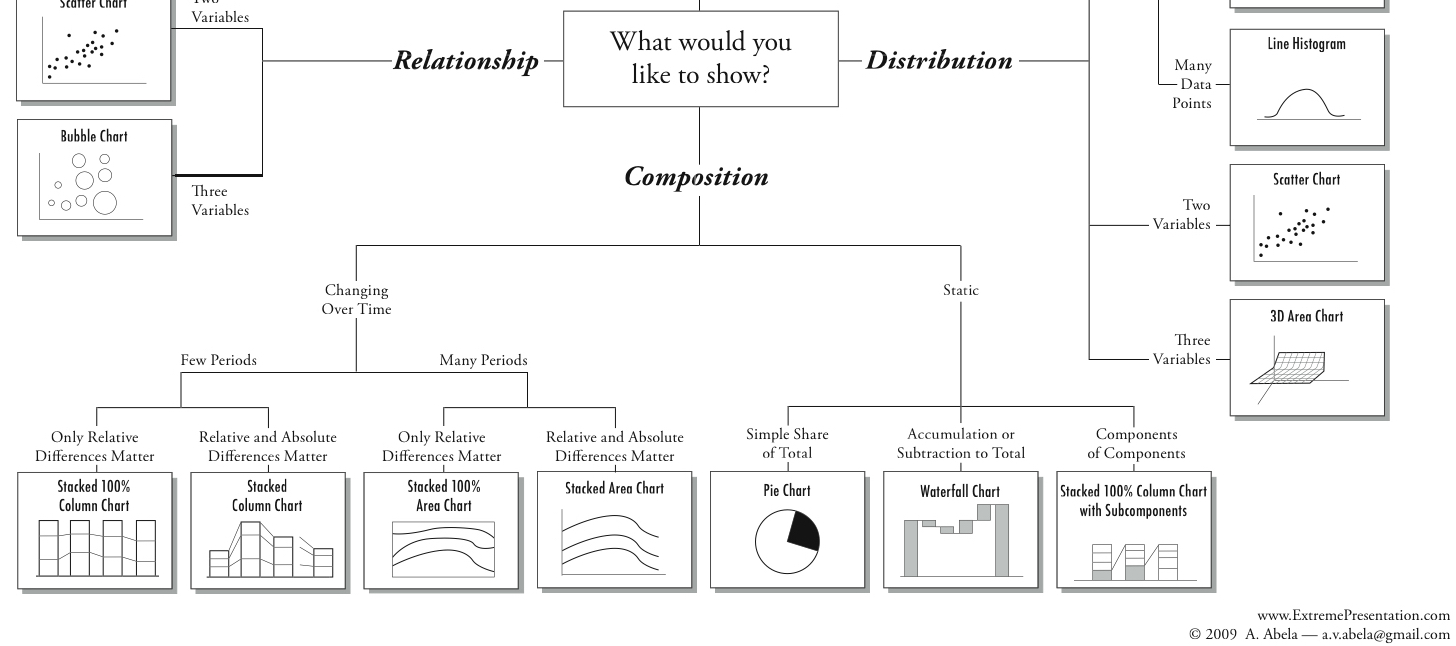 Scatter Chart
Two
Variables
Bubble Chart
Three
Variables
Relationship
What would you
like to show?
Distribution
Many
Data
Points
Line Histogram
Two
Variables
Scatter Chart
Three
Variables
3D Area Chart
Composition
Changing
Over Time
Static
Few Periods
Many Periods
Only Relative
Differences Matter
Relative and Absolute
Differences Matter
Only Relative
Differences Matter
Relative and Absolute
Differences Matter
Simple Share
of Total
Accumulation or
Subtraction to Total
Components
of Components
Stacked 100%
Column Chart
Stacked
Column Chart
Stacked 100%
Area Chart
Stacked Area Chart
Pie Chart
Waterfall Chart
Stacked 100% Column Chart
with Subcomponents
www.ExtremePresentation.com
© 2009 A. Abela — a.v.abela@gmail.com